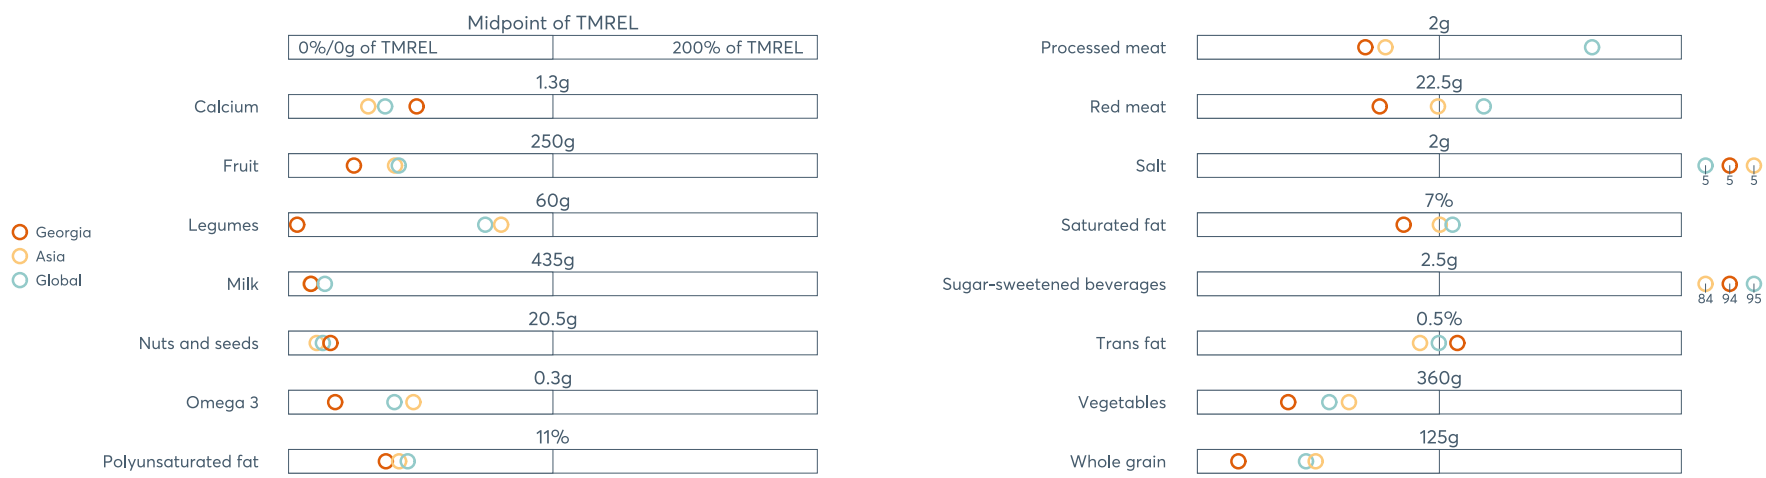 Midpoint of TMREL
0%/0g of TMREL
200% of TMREL
1.3g
Calcium
250g
Fruit
60g
Legumes
435g
Milk
20.5g
Nuts and seeds
0.3g
Omega 3
11%
Polyunsaturated fat
Georgia
Asia
Global
2g
Processed meat
22.5g
Red meat
2g
Salt
5 5 5
7%
Saturated fat
2.5g
Sugar-sweetened beverages
84 94 95
0.5%
Trans fat
360g
Vegetables
125g
Whole grain